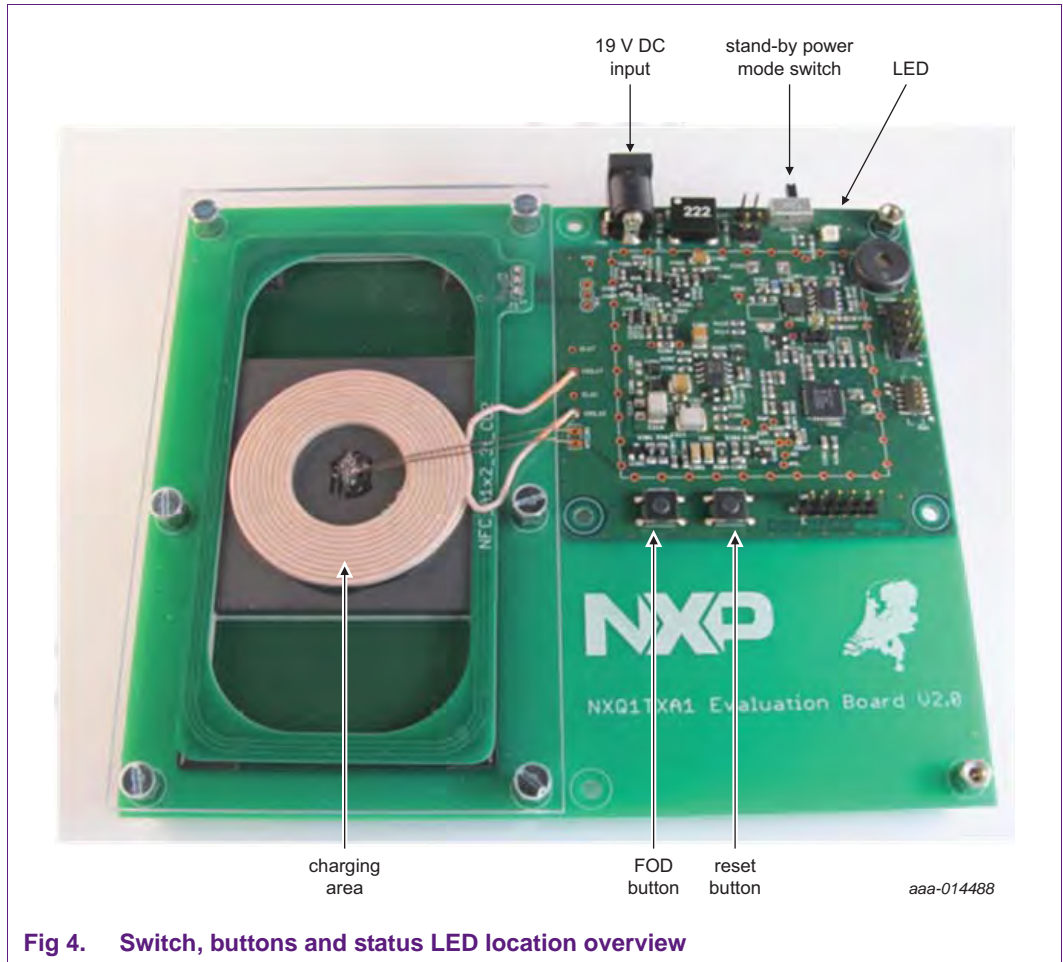 19 V DC
input
stand-by power
mode switch
LED
222
NXP
NXQ1TXA1 Evaluation Board V2.0
charging
area
FOD
button
reset
button
aaa-014488
Fig 4. Switch, buttons and status LED location overview